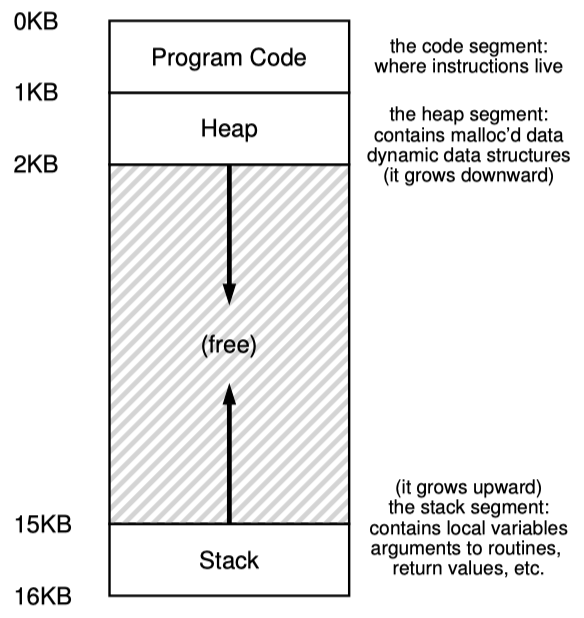 0KB
Program Code
the code segment:
where instructions live
1KB
Heap
the heap segment:
contains malloc'd data
dynamic data structures
(it grows downward)
2KB
(free)
(it grows upward)
the stack segment:
contains local variables
arguments to routines,
return values, etc.
15KB
Stack
16KB